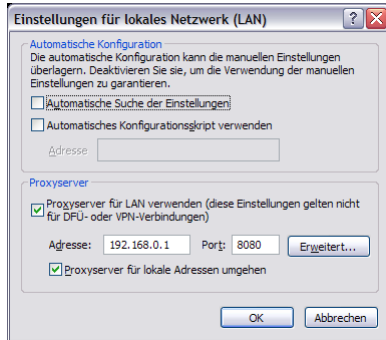 Einstellungen für lokales Netzwerk (LAN)
Automatische Konfiguration
Die automatische Konfiguration kann die manuellen Einstellungen
überlagern. Deaktivieren Sie sie, um die Verwendung der manuellen
Einstellungen zu garantieren.
Automatische Suche der Einstellungen
Automatisches Konfigurationsskript verwenden
Adresse
Proxyserver
Proxyserver für LAN verwenden (diese Einstellungen gelten nicht
für DFÜ- oder VPN-Verbindungen)
Adresse: 192.168.0.1 Port: 8080 Erweitert...
Proxyserver für lokale Adressen umgehen
OK Abbrechen